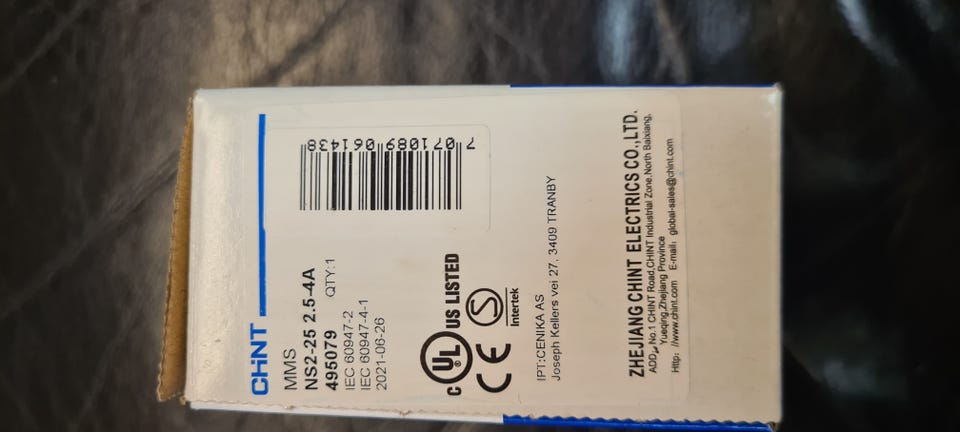 CHNT
MMS
NS2-25 2.5-4A
495079 QTY:1
IEC 60947-2
IEC 60947-4-1
2021-06-26
7 071089 061438
C UL US LISTED
CE S
Intertek
IPT:CENIKA AS
Joseph Kellers vei 27, 3409 TRANBY
ZHEJIANG CHINT ELECTRICS CO.,LTD.
ADD: No.1 CHINT Road,CHINT Industrial Zone.North Baixiang,
Yueqing,Zhejiang Province
Http: //www.chint.com E-mail: global-sales@chint.com